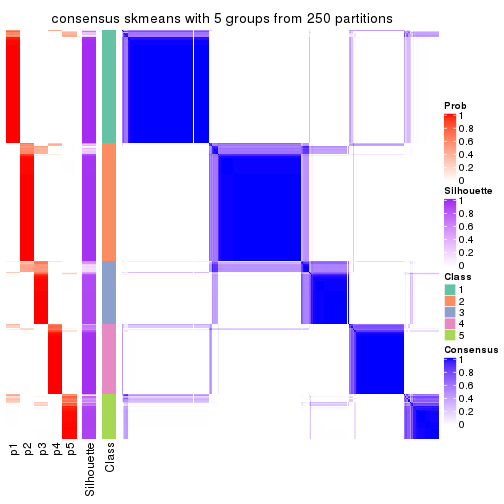 consensus skmeans with 5 groups from 250 partitions
Prob
1
0.8
0.6
0.4
0.2
0
Silhouette
1
0.8
0.6
0.4
0.2
0
Class
1
2
3
4
5
Consensus
1
0.8
0.6
0.4
0.2
0
p1
p2
p3
p4
p5
Silhouette
Class